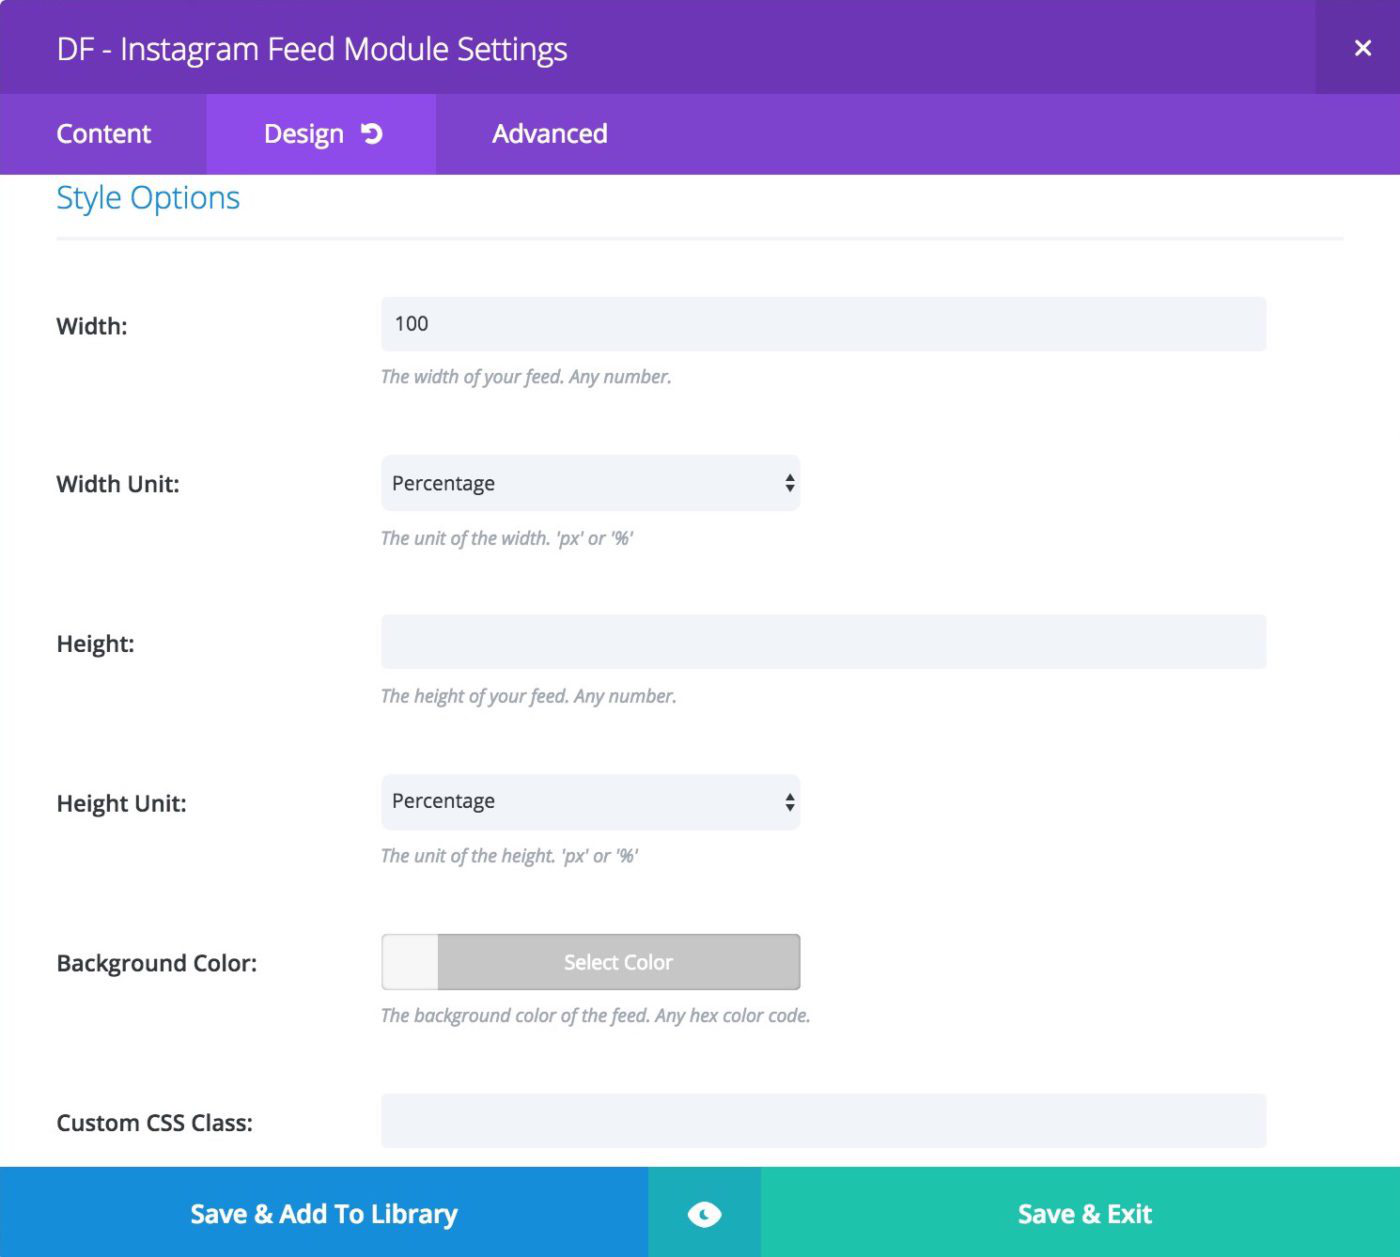 DF - Instagram Feed Module Settings
Content Design Advanced
Style Options
Width: 100
The width of your feed. Any number.
Width Unit: Percentage
The unit of the width. 'px' or '%'
Height:
The height of your feed. Any number.
Height Unit: Percentage
The unit of the height. 'px' or '%'
Background Color: Select Color
The background color of the feed. Any hex color code.
Custom CSS Class:
Save & Add To Library Save & Exit